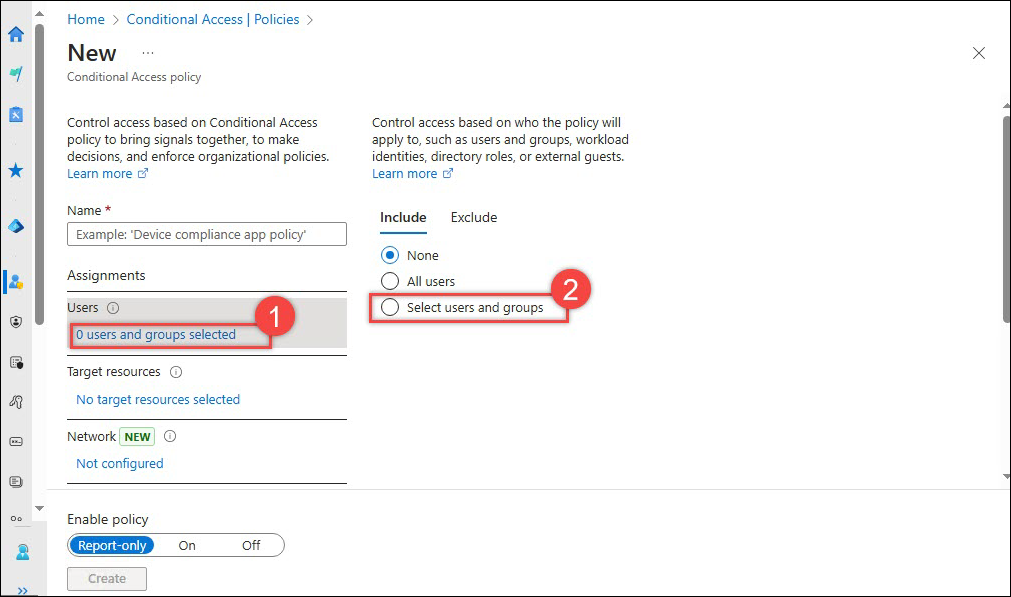 Home > Conditional Access | Policies >
New ...
Conditional Access policy
Control access based on Conditional Access
policy to bring signals together, to make
decisions, and enforce organizational policies.
Learn more
Name *
Example: 'Device compliance app policy'
Assignments
Users
0 users and groups selected
1
Target resources
No target resources selected
Network NEW
Not configured
Control access based on who the policy will
apply to, such as users and groups, workload
identities, directory roles, or external guests.
Learn more
Include Exclude
None
All users
Select users and groups
2
Enable policy
Report-only On Off
Create